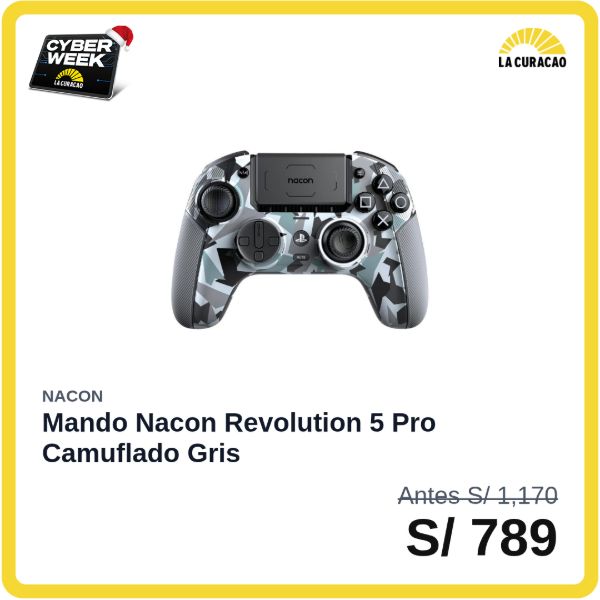 CYBER
WEEK
LA CURACAO
LA CURACAO
nacon
NACON
Mando Nacon Revolution 5 Pro
Camuflado Gris
Antes S/ 1,170
S/ 789